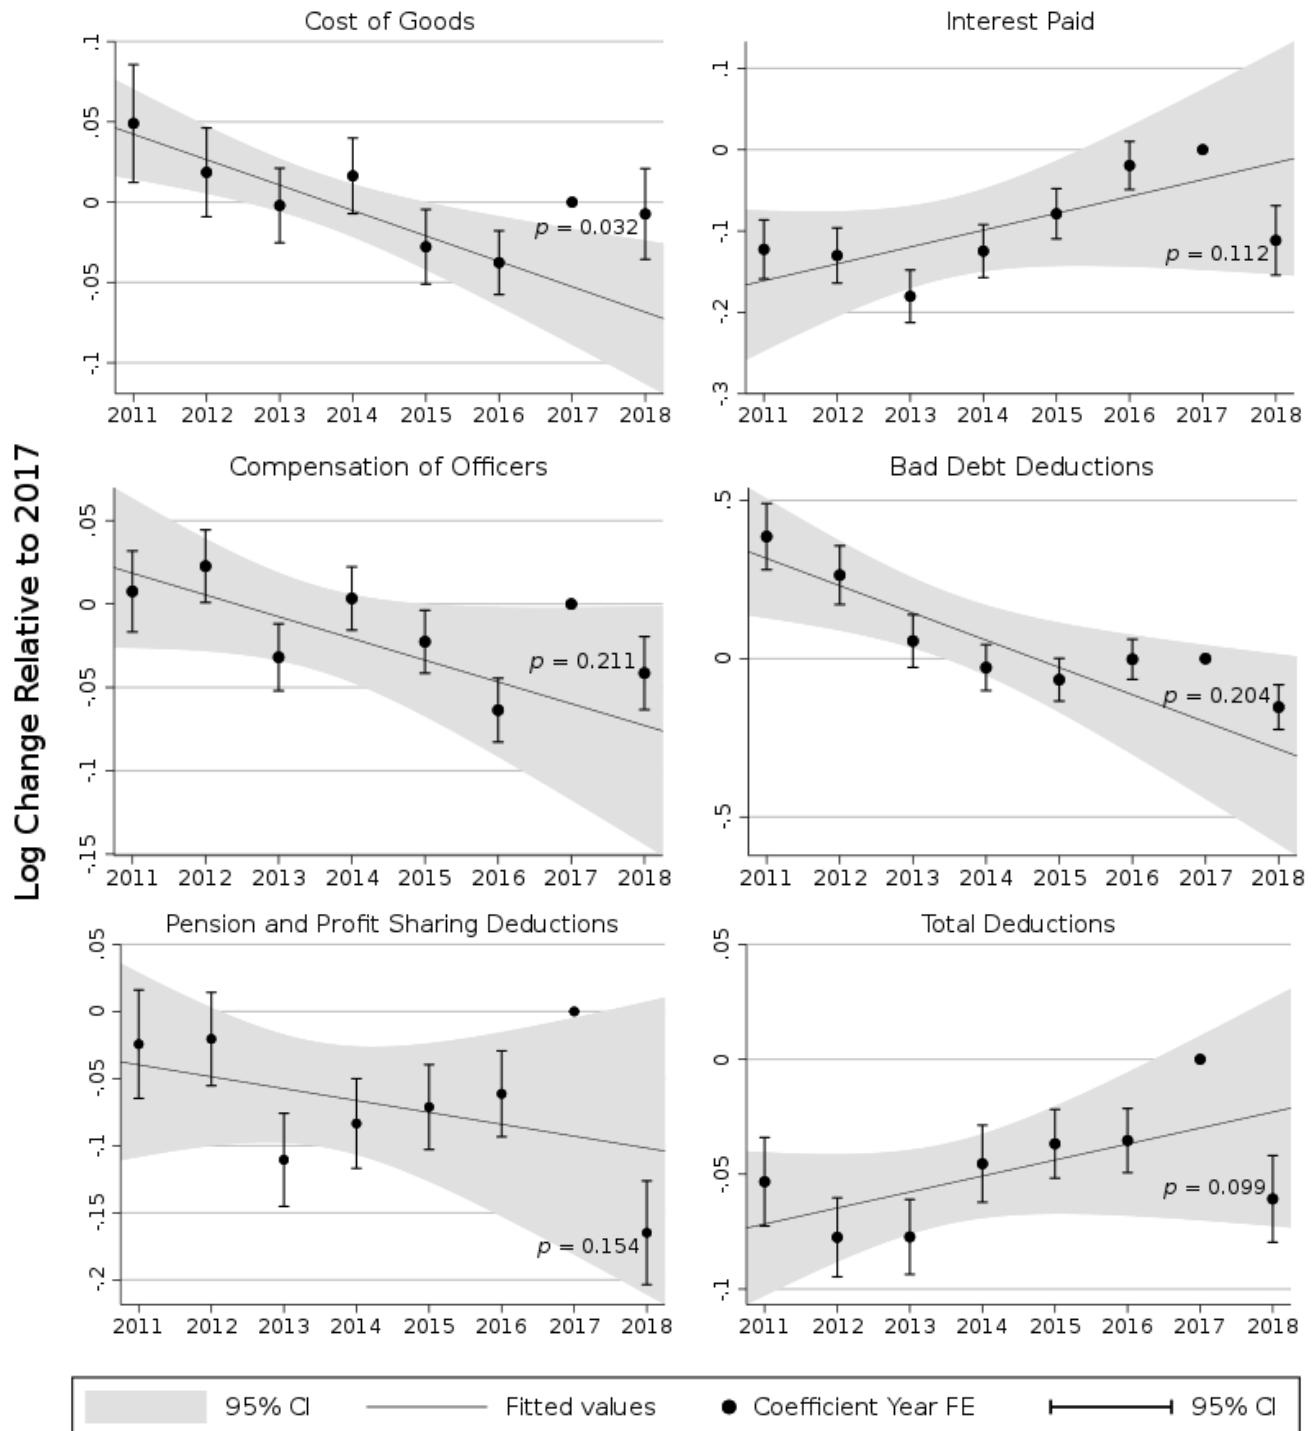 Log Change Relative to 2017
Cost of Goods
.1
.05
0
-.05
-.1
p = 0.032
2011 2012 2013 2014 2015 2016 2017 2018
Interest Paid
.1
0
-.1
-.2
-.3
p = 0.112
2011 2012 2013 2014 2015 2016 2017 2018
Compensation of Officers
.05
0
-.05
-.1
-.15
p = 0.211
2011 2012 2013 2014 2015 2016 2017 2018
Bad Debt Deductions
.5
0
-.5
p = 0.204
2011 2012 2013 2014 2015 2016 2017 2018
Pension and Profit Sharing Deductions
.05
0
-.05
-.1
-.15
-.2
p = 0.154
2011 2012 2013 2014 2015 2016 2017 2018
Total Deductions
.05
0
-.05
-.1
p = 0.099
2011 2012 2013 2014 2015 2016 2017 2018
95% CI Fitted values Coefficient Year FE 95% CI